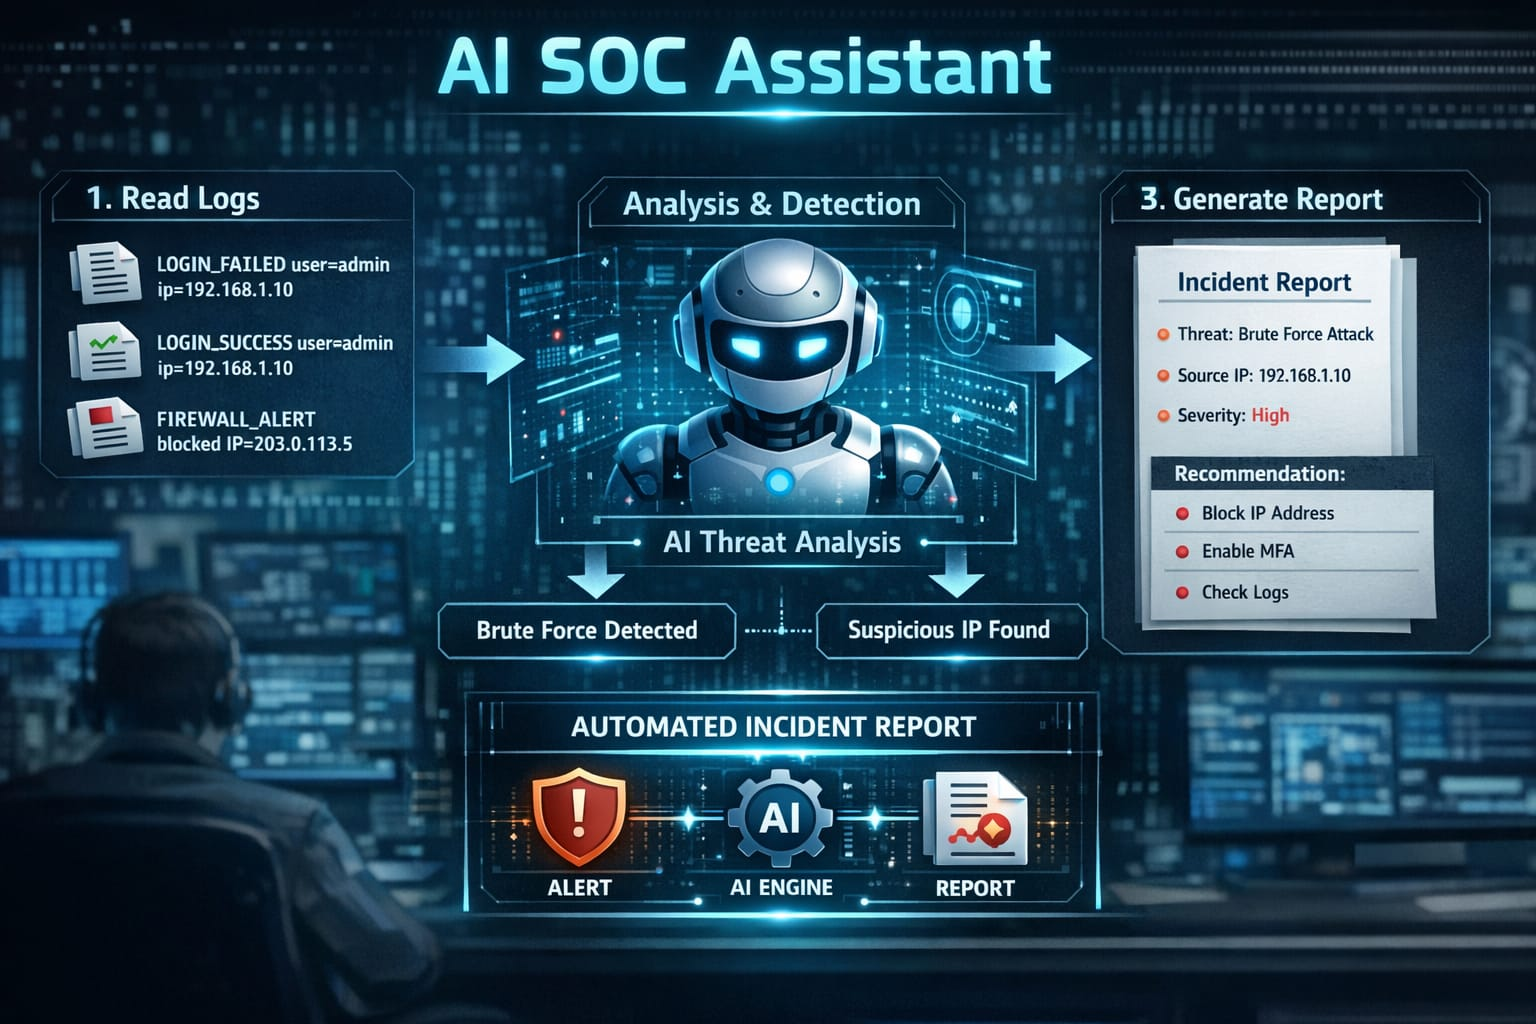 AI SOC Assistant
1. Read Logs
LOGIN_FAILED user=admin
ip=192.168.1.10
LOGIN_SUCCESS user=admin
ip=192.168.1.10
FIREWALL_ALERT
blocked IP=203.0.113.5
Analysis & Detection
AI Threat Analysis
Brute Force Detected
Suspicious IP Found
3. Generate Report
Incident Report
Threat: Brute Force Attack
Source IP: 192.168.1.10
Severity: High
Recommendation:
Block IP Address
Enable MFA
Check Logs
AUTOMATED INCIDENT REPORT
AI
ALERT
AI ENGINE
REPORT